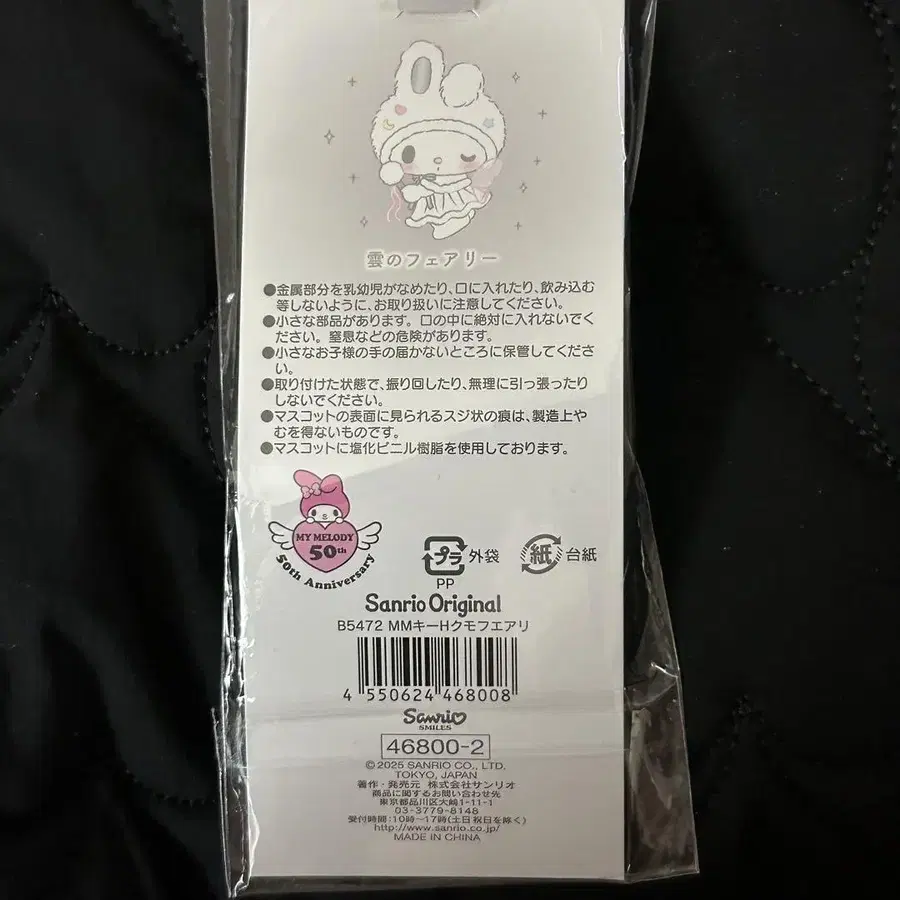 雲のフェアリー
●金属部分を乳幼児がなめたり、口に入れたり、飲み込む
等しないように、お取り扱いに注意してください。
●小さな部品があります。口の中に絶対に入れないでく
ださい。窒息などの危険があります。
●小さなお子様の手の届かないところに保管してくださ
い。
●取り付けた状態で、振り回したり、無理に引っ張ったり
しないでください。
●マスコットの表面に見られるスジ状の痕は、製造上や
むを得ないものです。
●マスコットに塩化ビニル樹脂を使用しております。
MY MELODY
50th
50th Anniversary
プラ 外袋
PP
紙 台紙
Sanrio Original
B5472 MMキーHクモフエアリ
4 550624 468008
Sanrio
SMILES
46800-2
© 2025 SANRIO CO., LTD.
TOKYO, JAPAN
著作・発売元 株式会社サンリオ
商品に関するお問い合わせ先
東京都品川区大崎1-11-1
03-3779-8148
受付時間:10時〜17時(土日祝日を除く)
http://www.sanrio.co.jp/
MADE IN CHINA